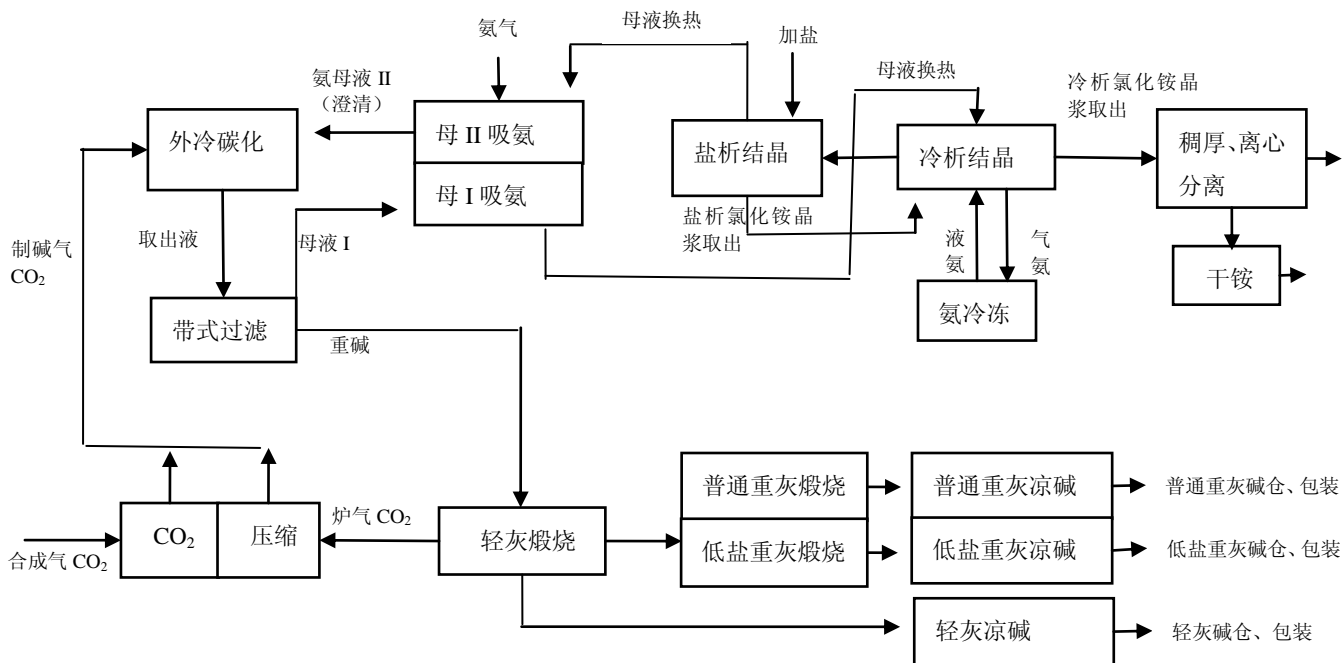 氨气
母液换热
加盐
母液换热
冷析氯化铵晶
浆取出
氨母液 II
（澄清）
外冷碳化
母 II 吸氨
母 I 吸氨
盐析结晶
冷析结晶
稠厚、离心
分离
制碱气
CO₂
取出液
母液 I
盐析氯化铵晶
浆取出
液
氨
气
氨
干铵
带式过滤
重碱
氨冷冻
合成气 CO₂
CO₂
压缩
炉气 CO₂
轻灰煅烧
普通重灰煅烧
低盐重灰煅烧
普通重灰凉碱
低盐重灰凉碱
轻灰凉碱
普通重灰碱仓、包装
低盐重灰碱仓、包装
轻灰碱仓、包装